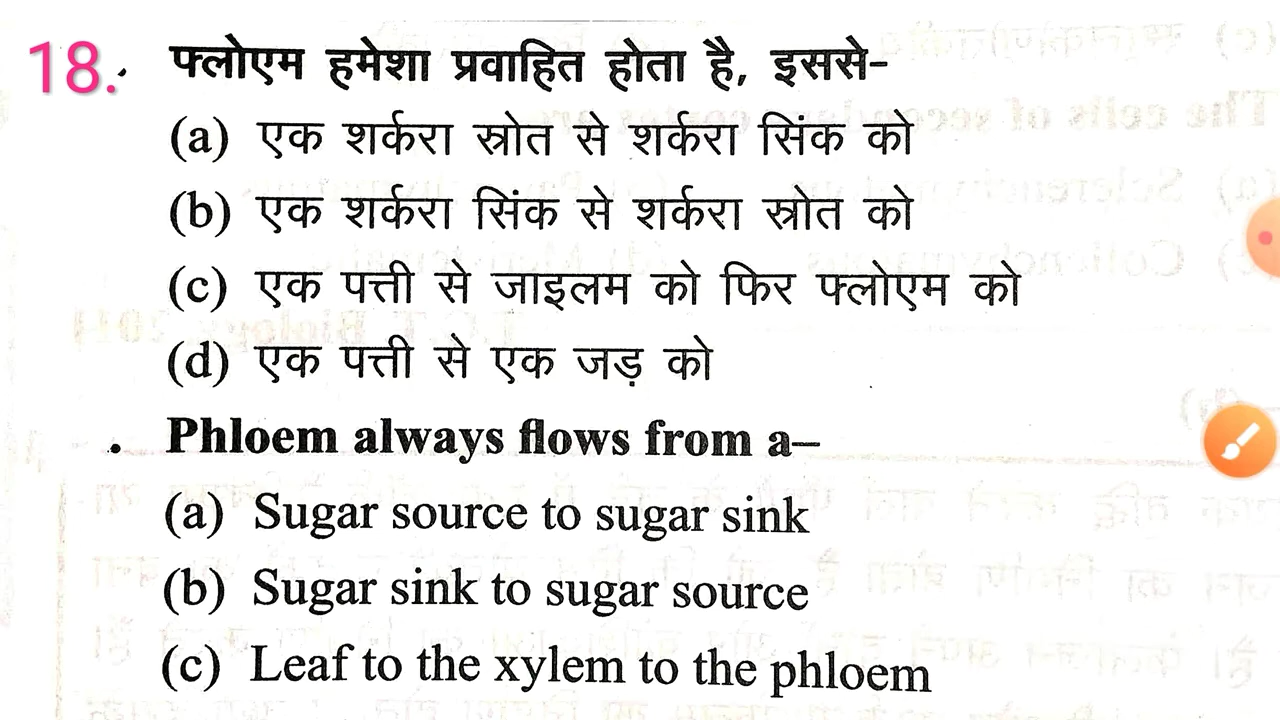 18. फ्लोएम हमेशा प्रवाहित होता है, इससे-
(a) एक शर्करा स्रोत से शर्करा सिंक को
(b) एक शर्करा सिंक से शर्करा स्रोत को
(c) एक पत्ती से जाइलम को फिर फ्लोएम को
(d) एक पत्ती से एक जड़ को
. Phloem always flows from a–
(a) Sugar source to sugar sink
(b) Sugar sink to sugar source
(c) Leaf to the xylem to the phloem